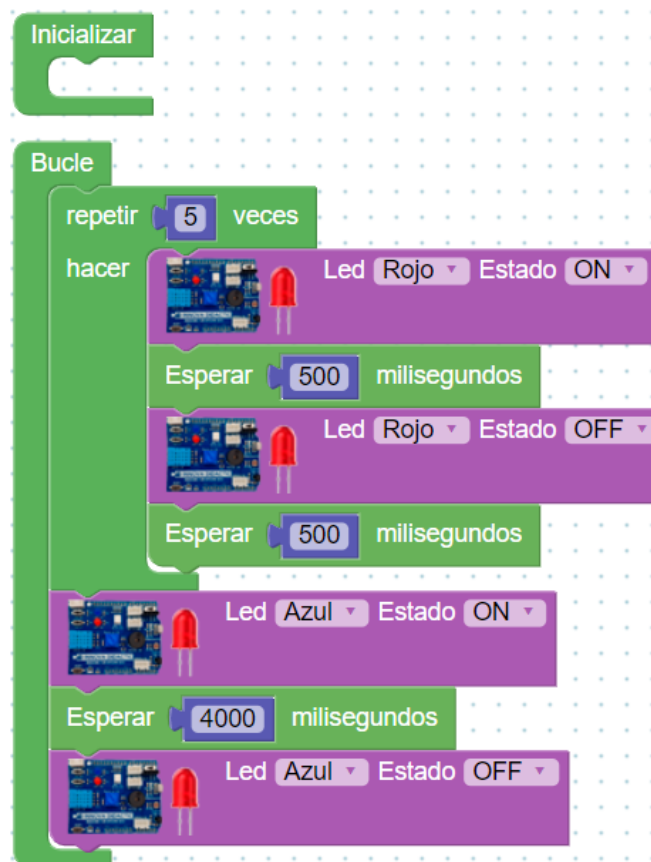 Inicializar
Bucle
repetir 5 veces
hacer
Led Rojo Estado ON
Esperar 500 milisegundos
Led Rojo Estado OFF
Esperar 500 milisegundos
Led Azul Estado ON
Esperar 4000 milisegundos
Led Azul Estado OFF